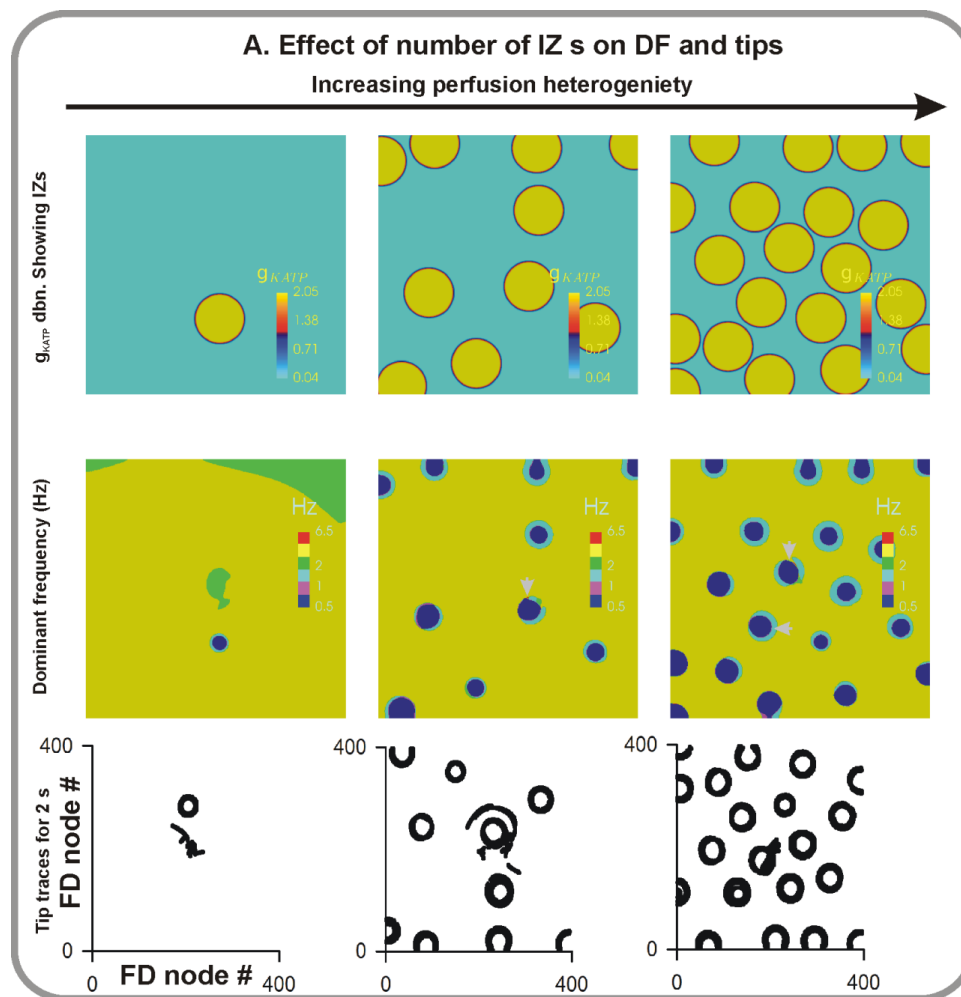 A. Effect of number of IZ s on DF and tips
Increasing perfusion heterogeniety
gKATP dbn. Showing IZs
gKATP
2.05
1.38
0.71
0.04
gKATP
2.05
1.38
0.71
0.04
gKATP
2.05
1.38
0.71
0.04
Dominant frequency (Hz)
Hz
6.5
2
1
0.5
Hz
6.5
2
1
0.5
Hz
6.5
2
1
0.5
Tip traces for 2 s
FD node #
400
0
0
FD node #
400
400
0
0
400
400
0
0
400